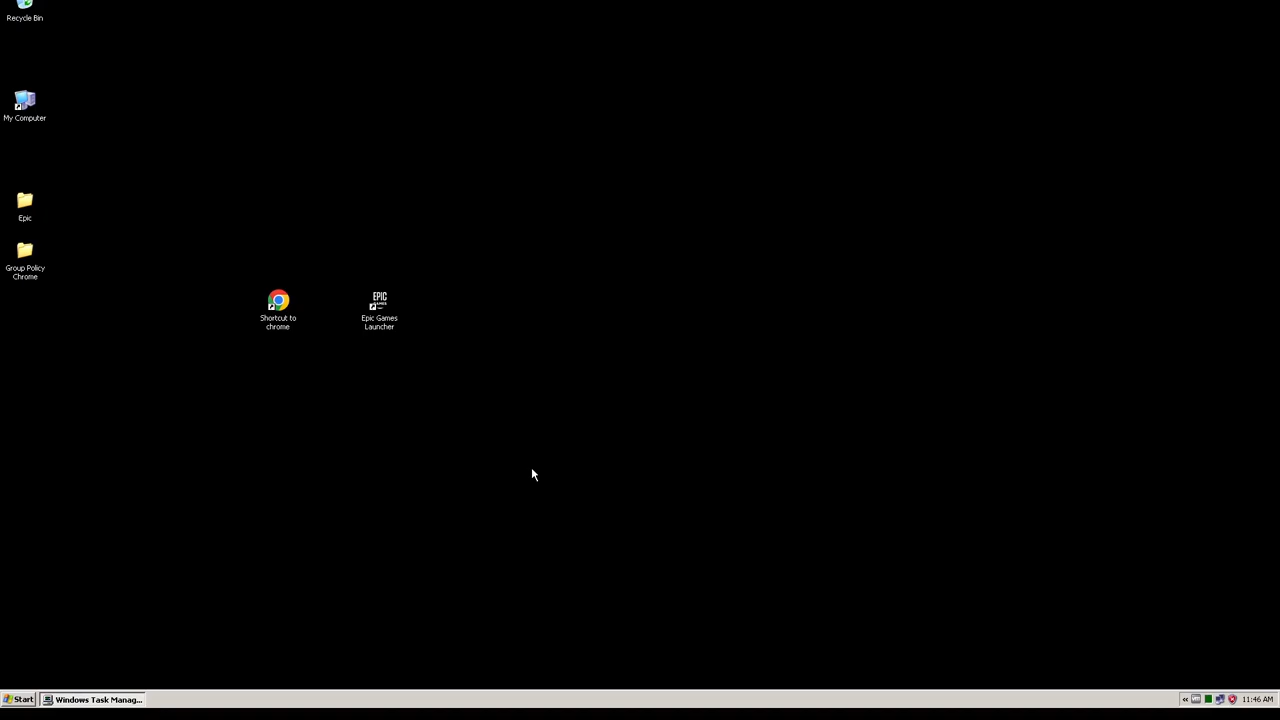 Recycle Bin
My Computer
Epic
Group Policy
Chrome
Shortcut to
chrome
EPIC
GAMES
Epic Games
Launcher
Start
Windows Task Manag...
«
11:46 AM